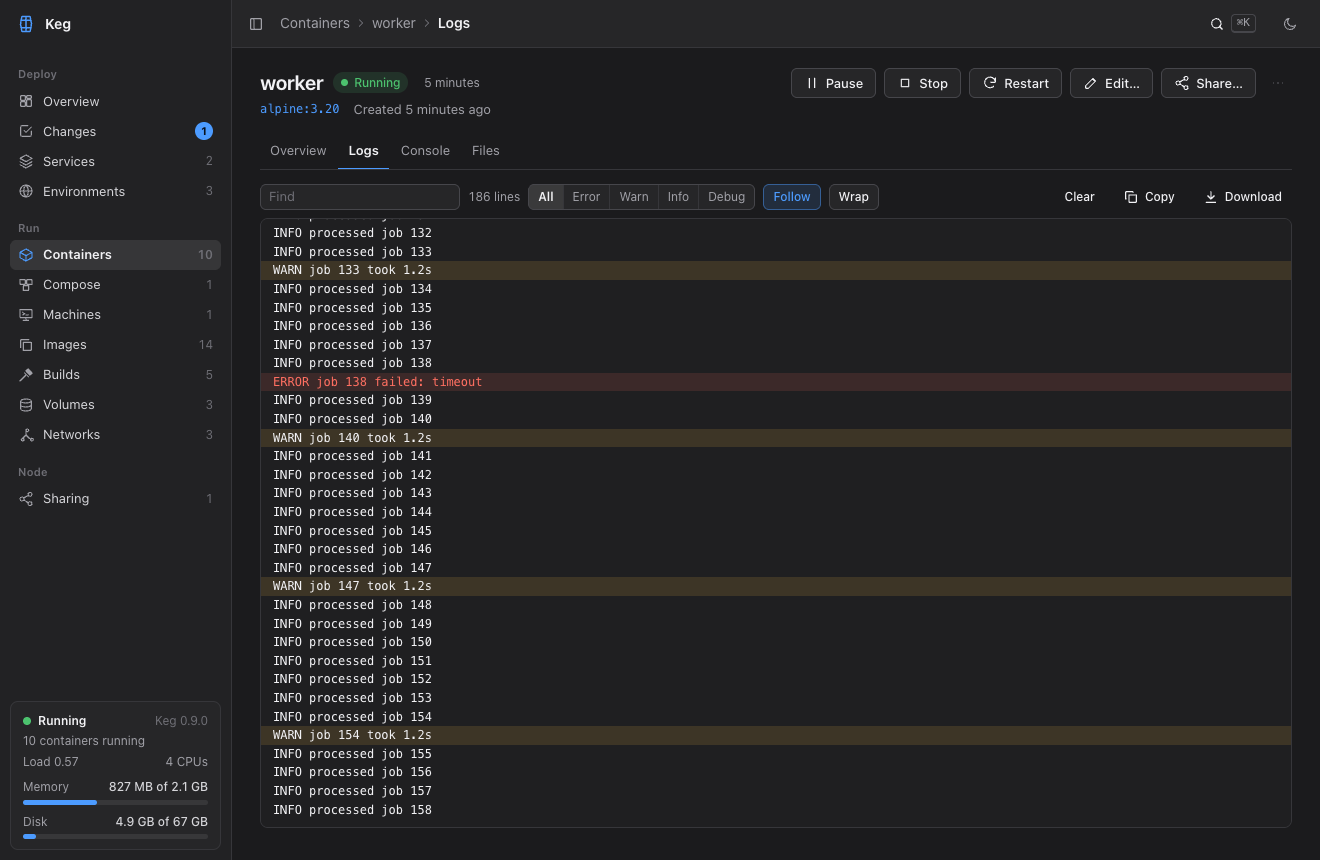 Keg
Deploy
Overview
Changes 1
Services 2
Environments 3
Run
Containers 10
Compose 1
Machines 1
Images 14
Builds 5
Volumes 3
Networks 3
Node
Sharing 1
Running Keg 0.9.0
10 containers running
Load 0.57 4 CPUs
Memory 827 MB of 2.1 GB
Disk 4.9 GB of 67 GB
Containers > worker > Logs ⌘K
worker Running 5 minutes Pause Stop Restart Edit... Share... ...
alpine:3.20 Created 5 minutes ago
Overview Logs Console Files
Find 186 lines All Error Warn Info Debug Follow Wrap Clear Copy Download
INFO processed job 132
INFO processed job 133
WARN job 133 took 1.2s
INFO processed job 134
INFO processed job 135
INFO processed job 136
INFO processed job 137
INFO processed job 138
ERROR job 138 failed: timeout
INFO processed job 139
INFO processed job 140
WARN job 140 took 1.2s
INFO processed job 141
INFO processed job 142
INFO processed job 143
INFO processed job 144
INFO processed job 145
INFO processed job 146
INFO processed job 147
WARN job 147 took 1.2s
INFO processed job 148
INFO processed job 149
INFO processed job 150
INFO processed job 151
INFO processed job 152
INFO processed job 153
INFO processed job 154
WARN job 154 took 1.2s
INFO processed job 155
INFO processed job 156
INFO processed job 157
INFO processed job 158